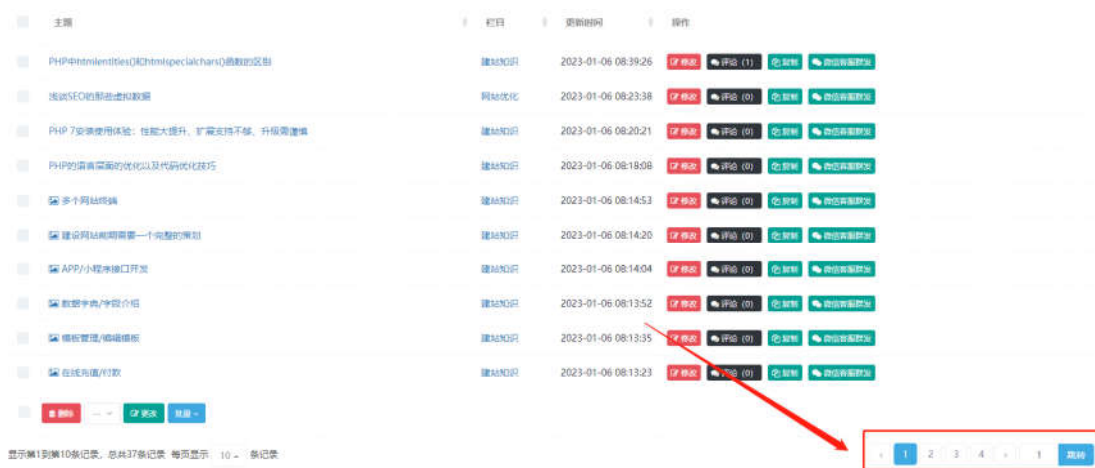 主题 栏目 更新时间 操作
PHP中htmlentities()和htmlspecialchars()函数的区别 建站知识 2023-01-06 08:39:26 修改 评论 (1) 复制 微信客服群发
浅谈SEO的那些虚拟数据 网站优化 2023-01-06 08:23:38 修改 评论 (0) 复制 微信客服群发
PHP 7安装使用体验：性能大提升，扩展支持不够，升级需谨慎 建站知识 2023-01-06 08:20:21 修改 评论 (0) 复制 微信客服群发
PHP的语言层面的优化以及代码优化技巧 建站知识 2023-01-06 08:18:08 修改 评论 (0) 复制 微信客服群发
多个网站终端 建站知识 2023-01-06 08:14:53 修改 评论 (0) 复制 微信客服群发
建设网站前期需要一个完整的策划 建站知识 2023-01-06 08:14:20 修改 评论 (0) 复制 微信客服群发
APP/小程序接口开发 建站知识 2023-01-06 08:14:04 修改 评论 (0) 复制 微信客服群发
数据字典/字段介绍 建站知识 2023-01-06 08:13:52 修改 评论 (0) 复制 微信客服群发
模板管理/编辑模板 建站知识 2023-01-06 08:13:35 修改 评论 (0) 复制 微信客服群发
在线充值/付款 建站知识 2023-01-06 08:13:23 修改 评论 (0) 复制 微信客服群发
删除 -- 更改 批量
显示第1到第10条记录，总共37条记录 每页显示 10 条记录 ‹ 1 2 3 4 › 1 跳转